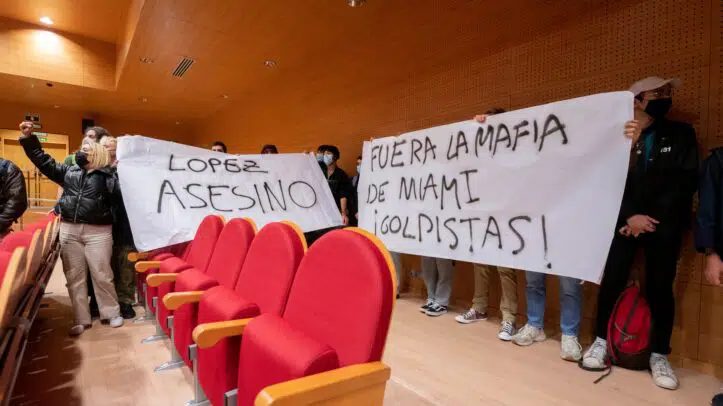 LOPEZ
ASESINO
FUERA LA MAFIA
DE MIAMI
¡GOLPISTAS!